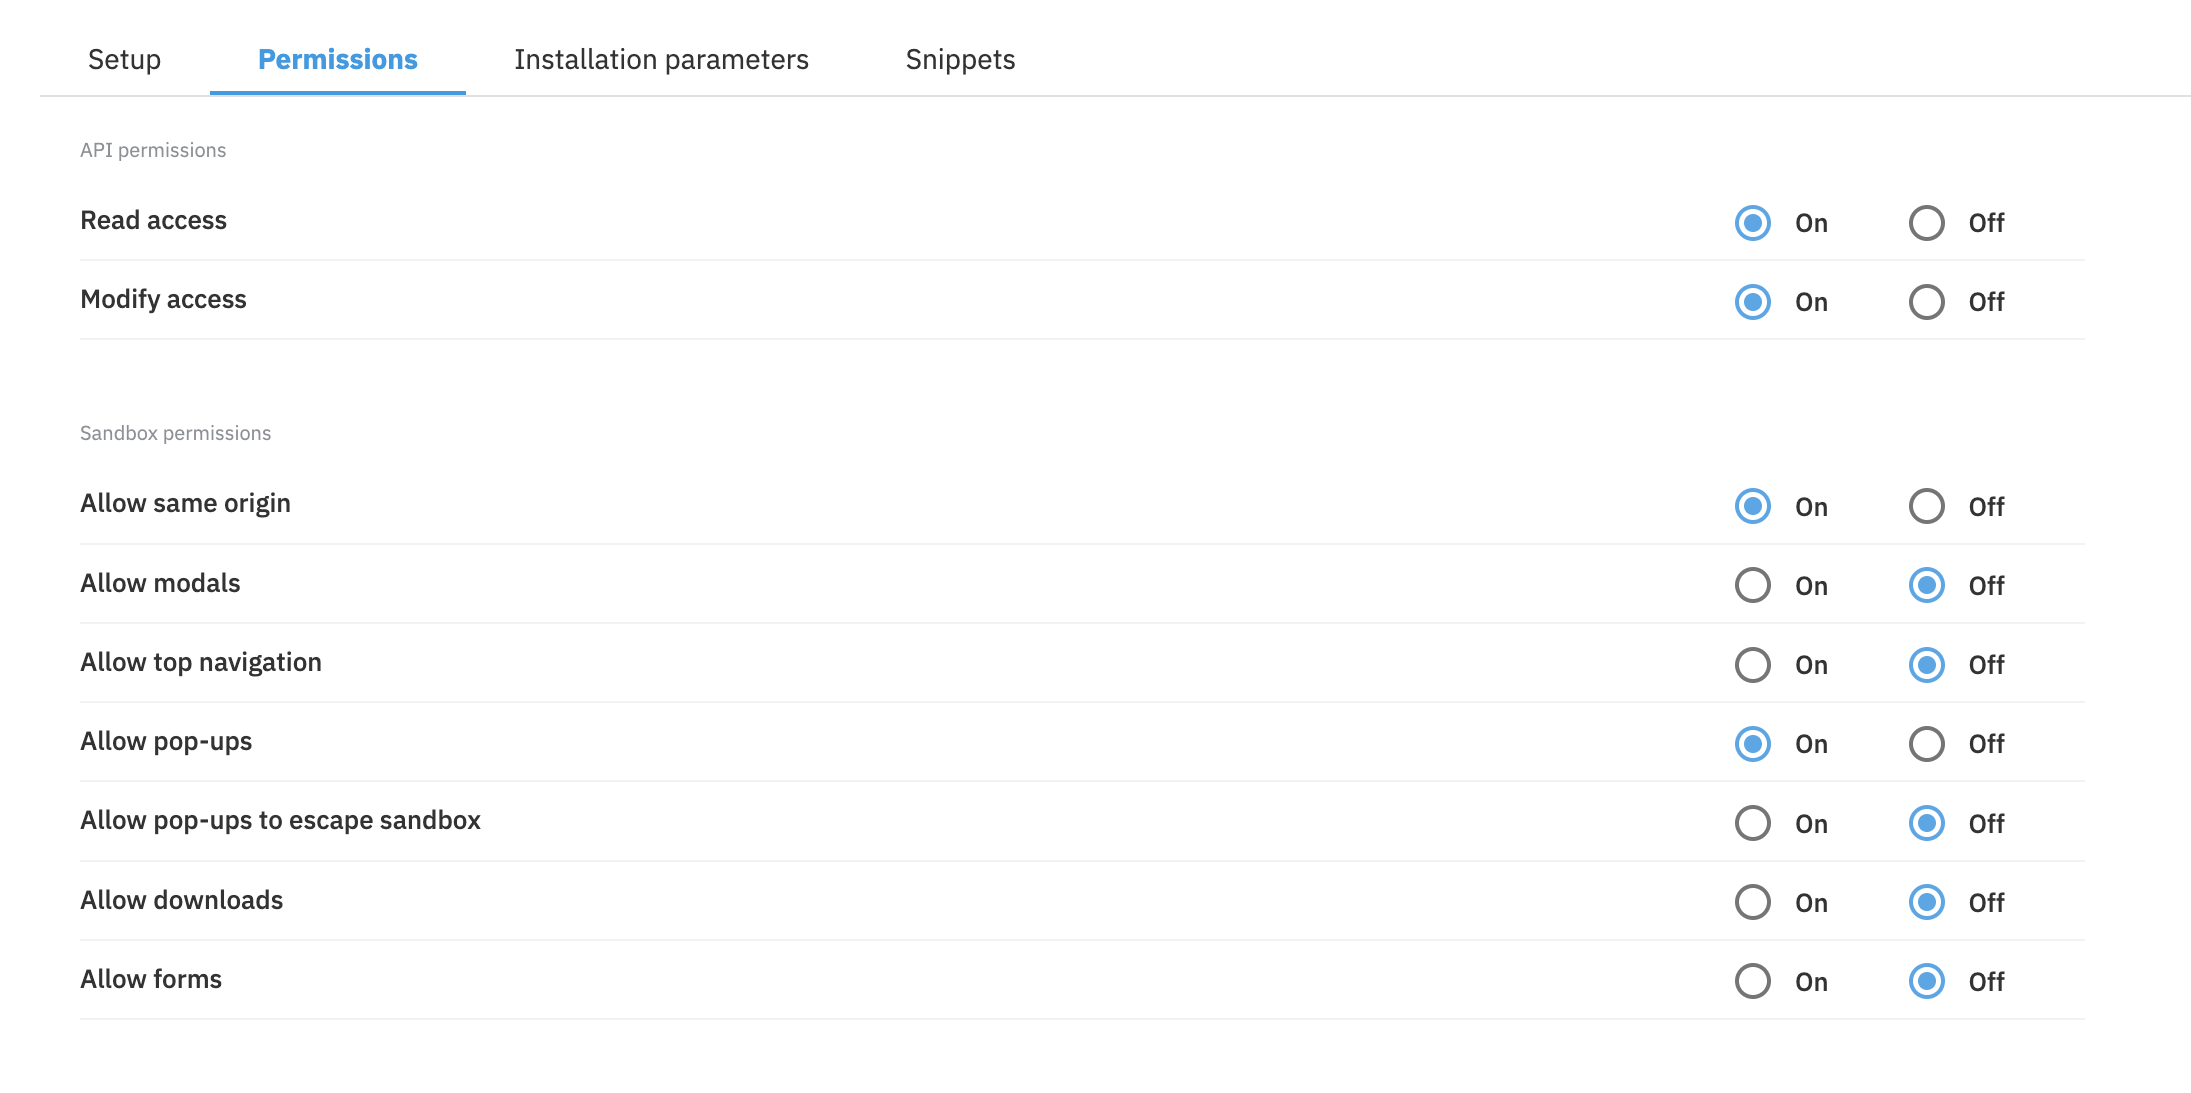 Setup Permissions Installation parameters Snippets
API permissions
Read access On Off
Modify access On Off
Sandbox permissions
Allow same origin On Off
Allow modals On Off
Allow top navigation On Off
Allow pop-ups On Off
Allow pop-ups to escape sandbox On Off
Allow downloads On Off
Allow forms On Off